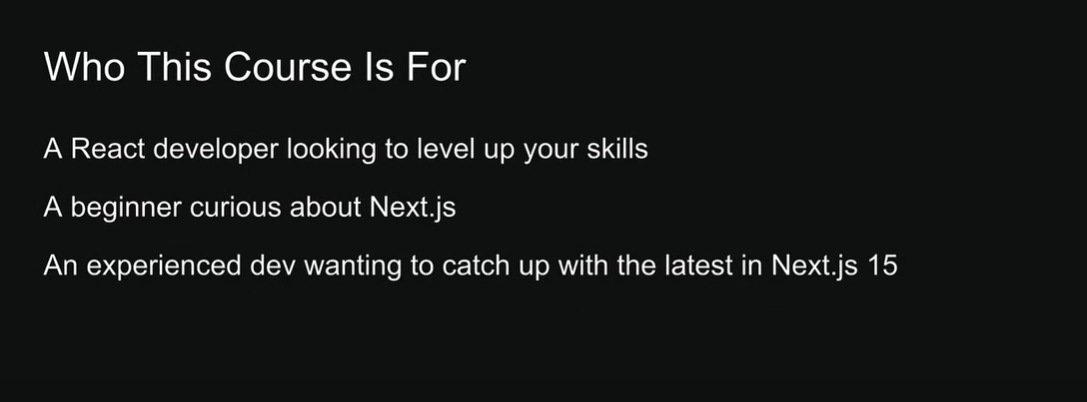 Who This Course Is For
A React developer looking to level up your skills
A beginner curious about Next.js
An experienced dev wanting to catch up with the latest in Next.js 15